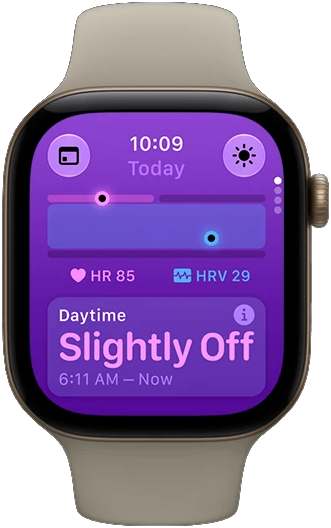 10:09
Today
HR 85
HRV 29
Daytime
Slightly Off
6:11 AM – Now